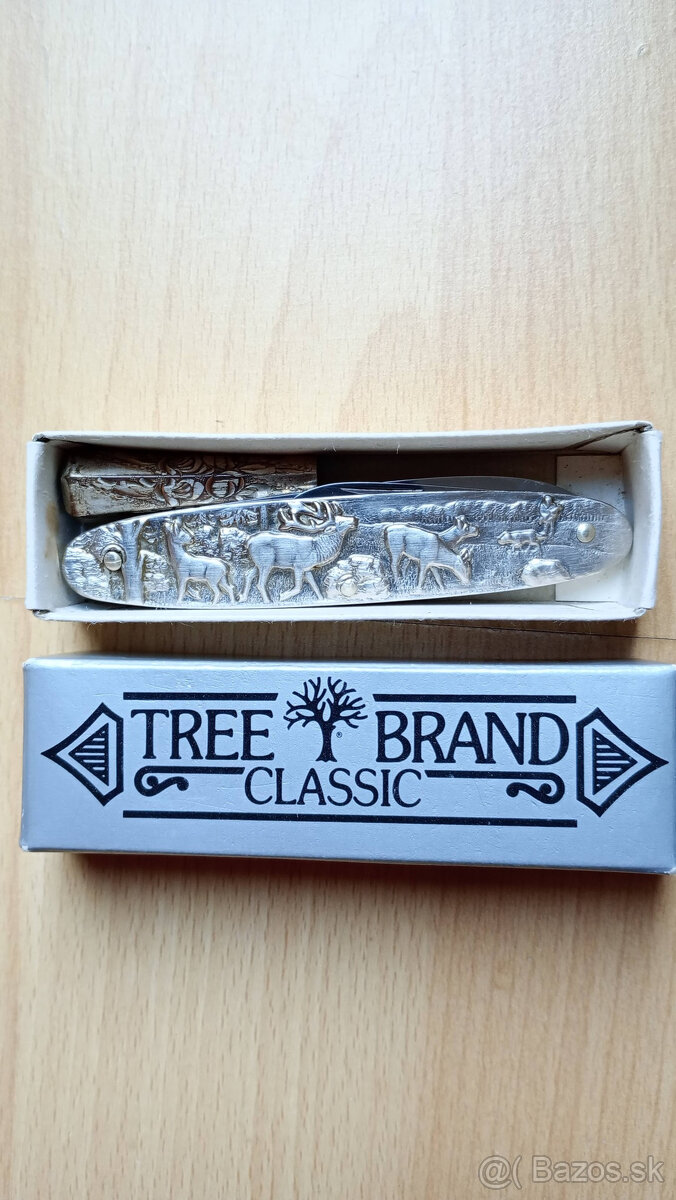 TREE BRAND
®
CLASSIC
@( Bazos.sk